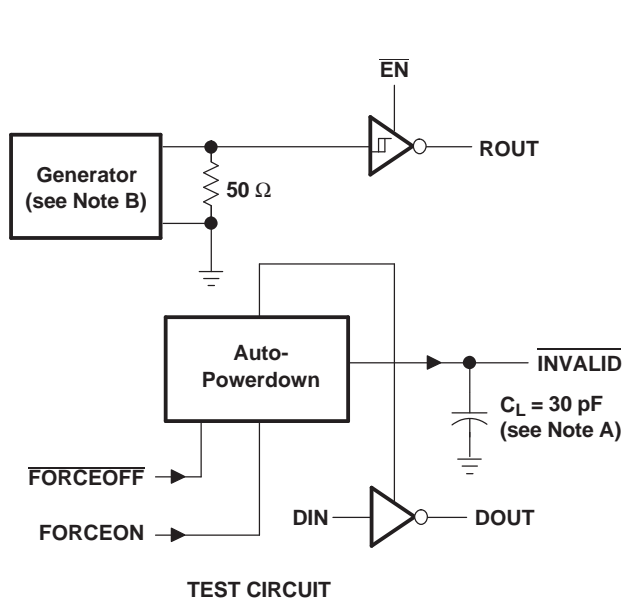 EN
Generator
(see Note B)
50 Ω
ROUT
Auto-
Powerdown
INVALID
CL = 30 pF
(see Note A)
FORCEOFF
FORCEON
DIN
DOUT
TEST CIRCUIT